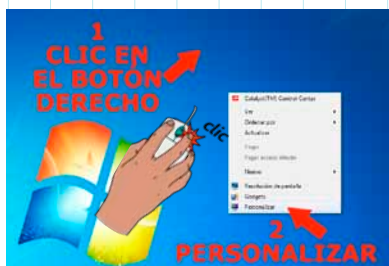 1
CLIC EN
EL BOTÓN
DERECHO
clic
Catalyst(TM) Control Center
Ver
Ordenar por
Actualizar
Pegar
Pegar acceso directo
Nuevo
Resolución de pantalla
Gadgets
Personalizar
2
PERSONALIZAR